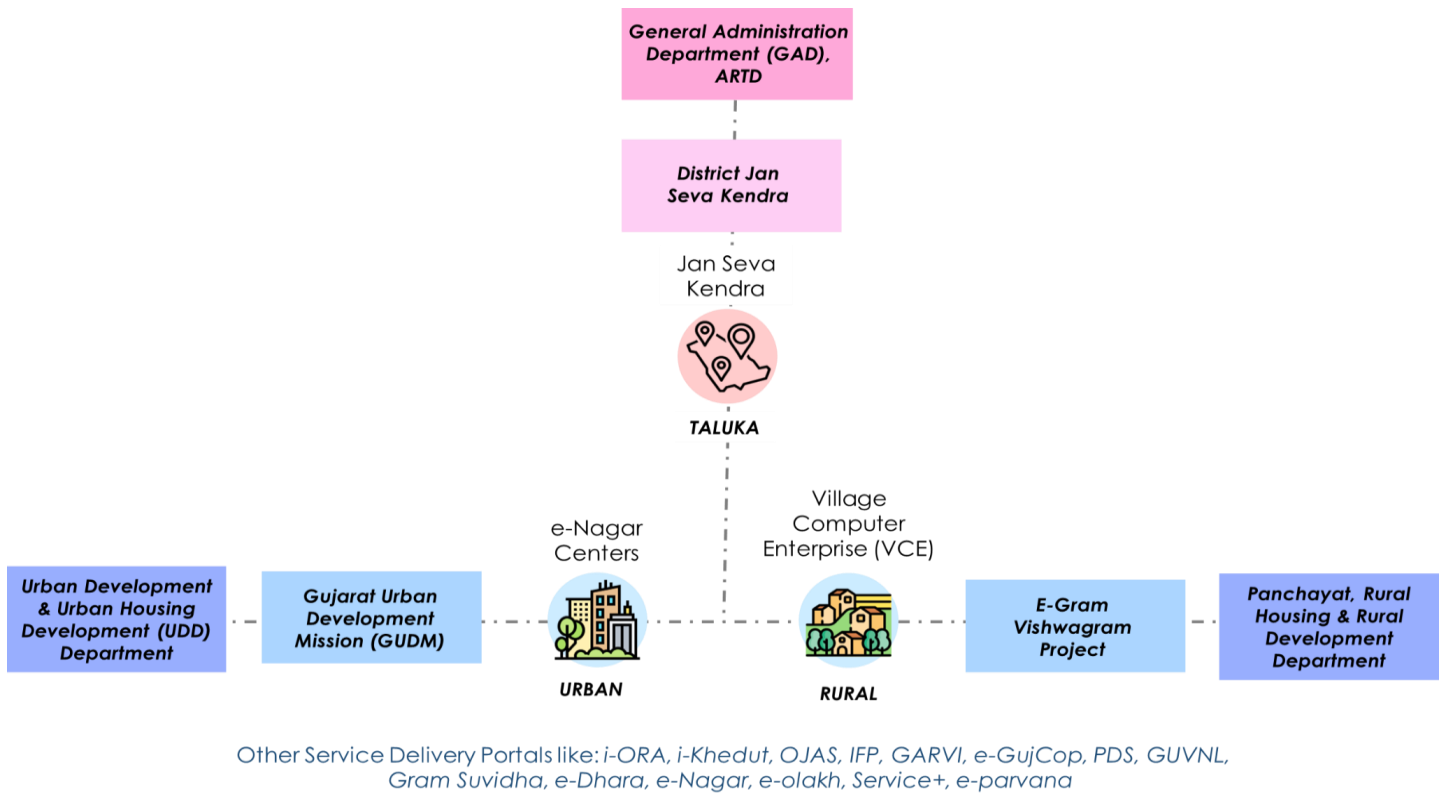 General Administration
Department (GAD),
ARTD
District Jan
Seva Kendra
Jan Seva
Kendra
TALUKA
e-Nagar
Centers
Village
Computer
Enterprise (VCE)
Urban Development
& Urban Housing
Development (UDD)
Department
Gujarat Urban
Development
Mission (GUDM)
URBAN
RURAL
E-Gram
Vishwagram
Project
Panchayat, Rural
Housing & Rural
Development
Department
Other Service Delivery Portals like: i-ORA, i-Khedut, OJAS, IFP, GARVI, e-GujCop, PDS, GUVNL,
Gram Suvidha, e-Dhara, e-Nagar, e-olakh, Service+, e-parvana